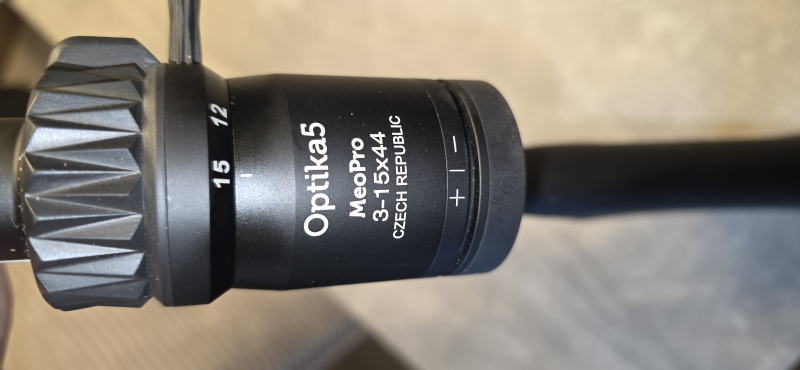 12
15
Optika5
MeoPro
3-15x44
CZECH REPUBLIC
+ | −